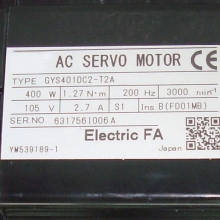 AC SERVO MOTOR
TYPE GYS401DC2-T2A
400 W 1.27 N·m 200 Hz 3000 min⁻¹
105 V 2.7 A S1 Ins B(FD01MB)
SER.NO. 6317561006A
Electric FA
YM539189-1 Japan